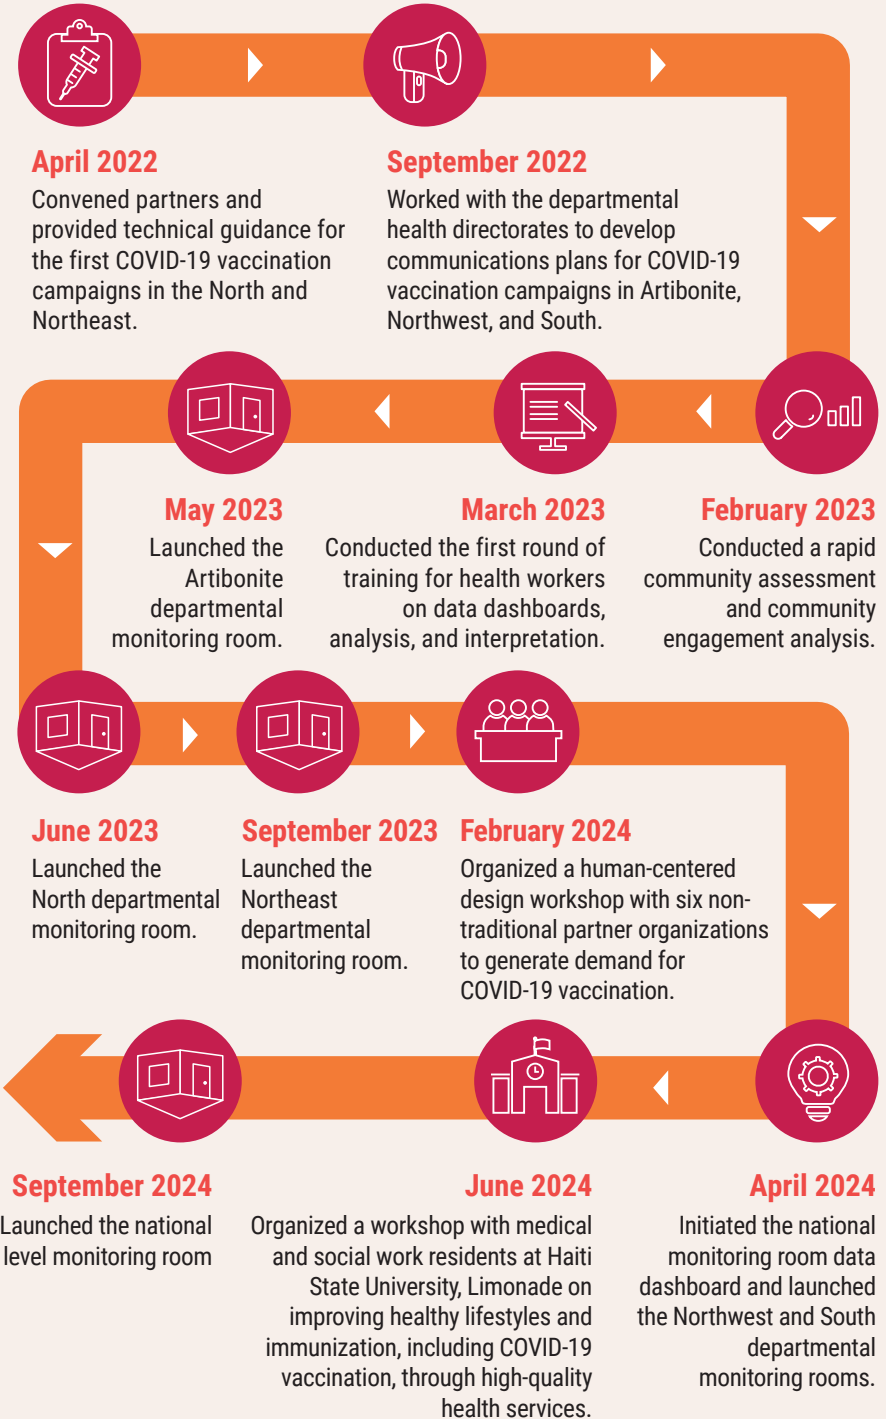 April 2022
Convened partners and
provided technical guidance for
the first COVID-19 vaccination
campaigns in the North and
Northeast.
September 2022
Worked with the departmental
health directorates to develop
communications plans for COVID-19
vaccination campaigns in Artibonite,
Northwest, and South.
February 2023
Conducted a rapid
community assessment
and community
engagement analysis.
March 2023
Conducted the first round of
training for health workers
on data dashboards,
analysis, and interpretation.
May 2023
Launched the
Artibonite
departmental
monitoring room.
June 2023
Launched the
North departmental
monitoring room.
September 2023
Launched the
Northeast
departmental
monitoring room.
February 2024
Organized a human-centered
design workshop with six non-
traditional partner organizations
to generate demand for
COVID-19 vaccination.
April 2024
Initiated the national
monitoring room data
dashboard and launched
the Northwest and South
departmental
monitoring rooms.
June 2024
Organized a workshop with medical
and social work residents at Haiti
State University, Limonade on
improving healthy lifestyles and
immunization, including COVID-19
vaccination, through high-quality
health services.
September 2024
Launched the national
level monitoring room